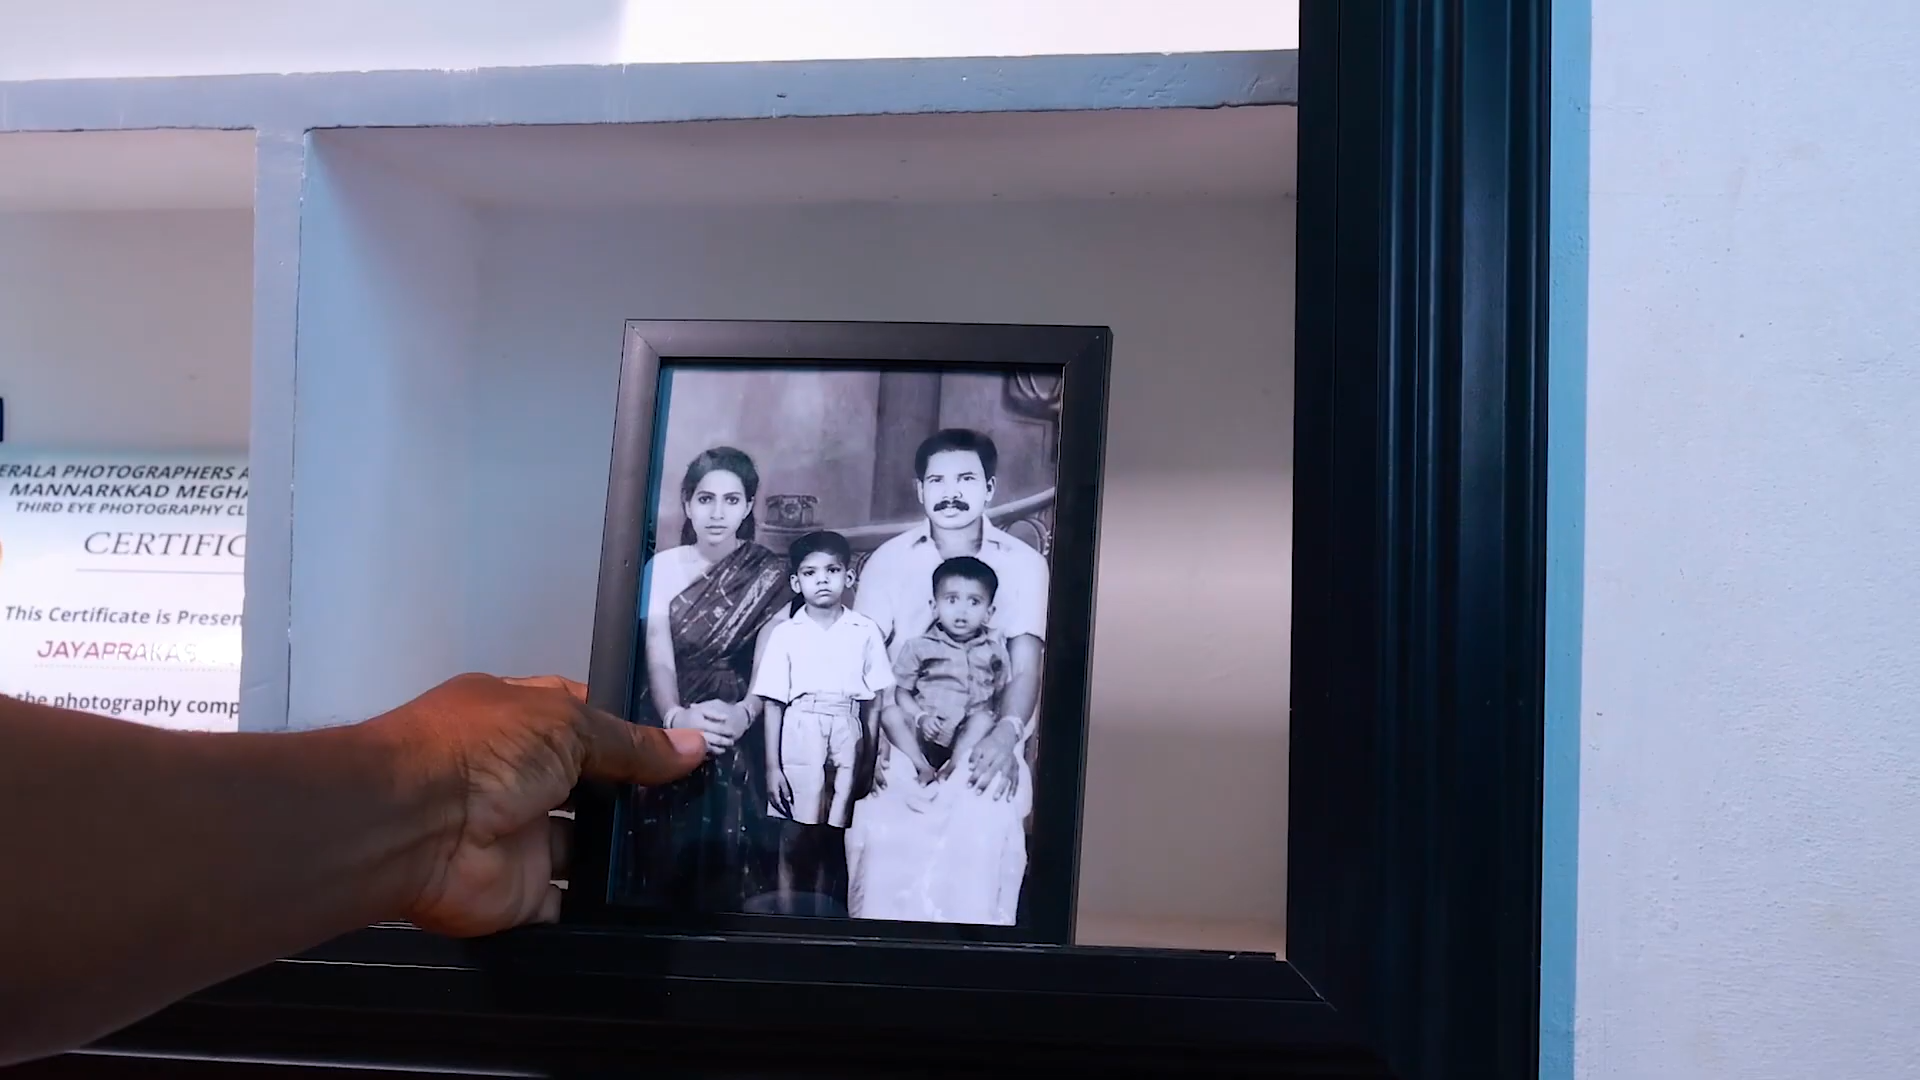 ERALA PHOTOGRAPHERS A
MANNARKKAD MEGHA
THIRD EYE PHOTOGRAPHY CL
CERTIFIC
This Certificate is Presen
JAYAPRAKAS
the photography comp